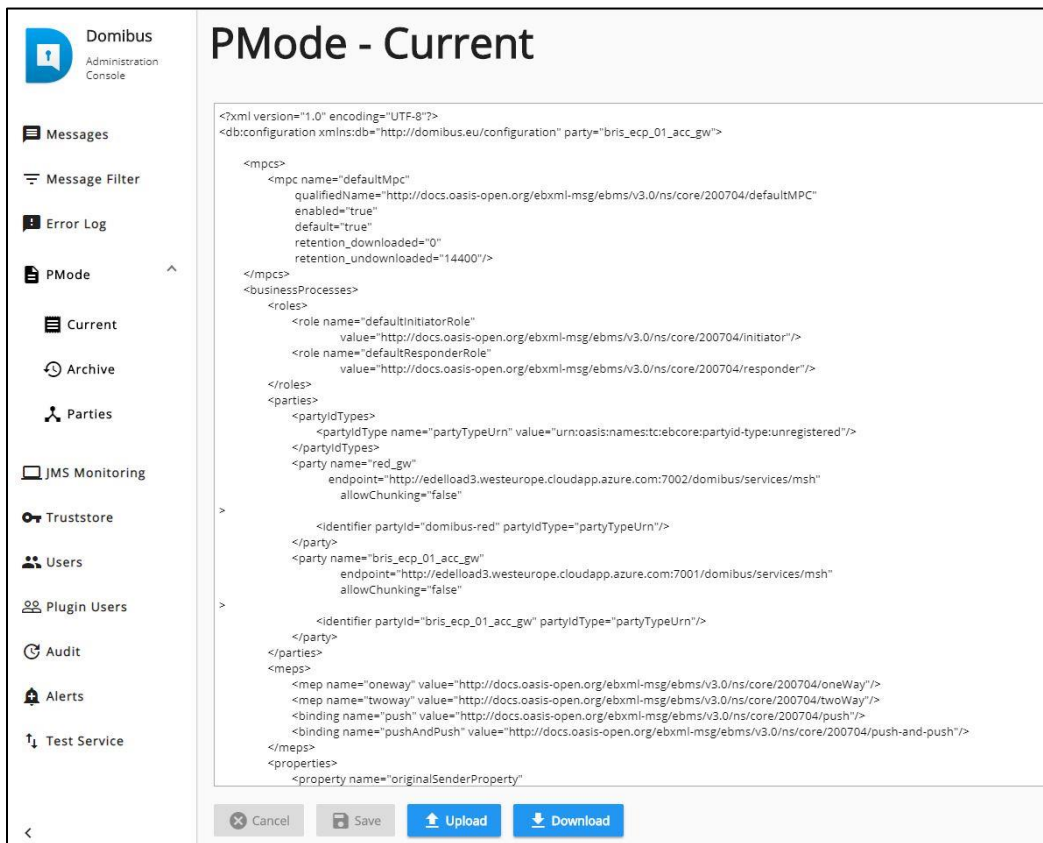 Domibus
Administration
Console
Messages
Message Filter
Error Log
PMode
Current
Archive
Parties
JMS Monitoring
Truststore
Users
Plugin Users
Audit
Alerts
Test Service
PMode - Current
<?xml version="1.0" encoding="UTF-8"?>
<db:configuration xmlns:db="http://domibus.eu/configuration" party="bris_ecp_01_acc_gw">
<mpcs>
<mpc name="defaultMpc"
qualifiedName="http://docs.oasis-open.org/ebxml-msg/ebms/v3.0/ns/core/200704/defaultMPC"
enabled="true"
default="true"
retention_downloaded="0"
retention_undownloaded="14400"/>
</mpcs>
<businessProcesses>
<roles>
<role name="defaultInitiatorRole"
value="http://docs.oasis-open.org/ebxml-msg/ebms/v3.0/ns/core/200704/initiator"/>
<role name="defaultResponderRole"
value="http://docs.oasis-open.org/ebxml-msg/ebms/v3.0/ns/core/200704/responder"/>
</roles>
<parties>
<partyIdTypes>
<partyIdType name="partyTypeUrn" value="urn:oasis:names:tc:ebcore:partyid-type:unregistered"/>
</partyIdTypes>
<party name="red_gw"
endpoint="http://edelload3.westeurope.cloudapp.azure.com:7002/domibus/services/msh"
allowChunking="false"
>
<identifier partyId="domibus-red" partyIdType="partyTypeUrn"/>
</party>
<party name="bris_ecp_01_acc_gw"
endpoint="http://edelload3.westeurope.cloudapp.azure.com:7001/domibus/services/msh"
allowChunking="false"
>
<identifier partyId="bris_ecp_01_acc_gw" partyIdType="partyTypeUrn"/>
</party>
</parties>
<meps>
<mep name="oneway" value="http://docs.oasis-open.org/ebxml-msg/ebms/v3.0/ns/core/200704/oneWay"/>
<mep name="twoway" value="http://docs.oasis-open.org/ebxml-msg/ebms/v3.0/ns/core/200704/twoWay"/>
<binding name="push" value="http://docs.oasis-open.org/ebxml-msg/ebms/v3.0/ns/core/200704/push"/>
<binding name="pushAndPush" value="http://docs.oasis-open.org/ebxml-msg/ebms/v3.0/ns/core/200704/push-and-push"/>
</meps>
<properties>
<property name="originalSenderProperty"
Cancel
Save
Upload
Download